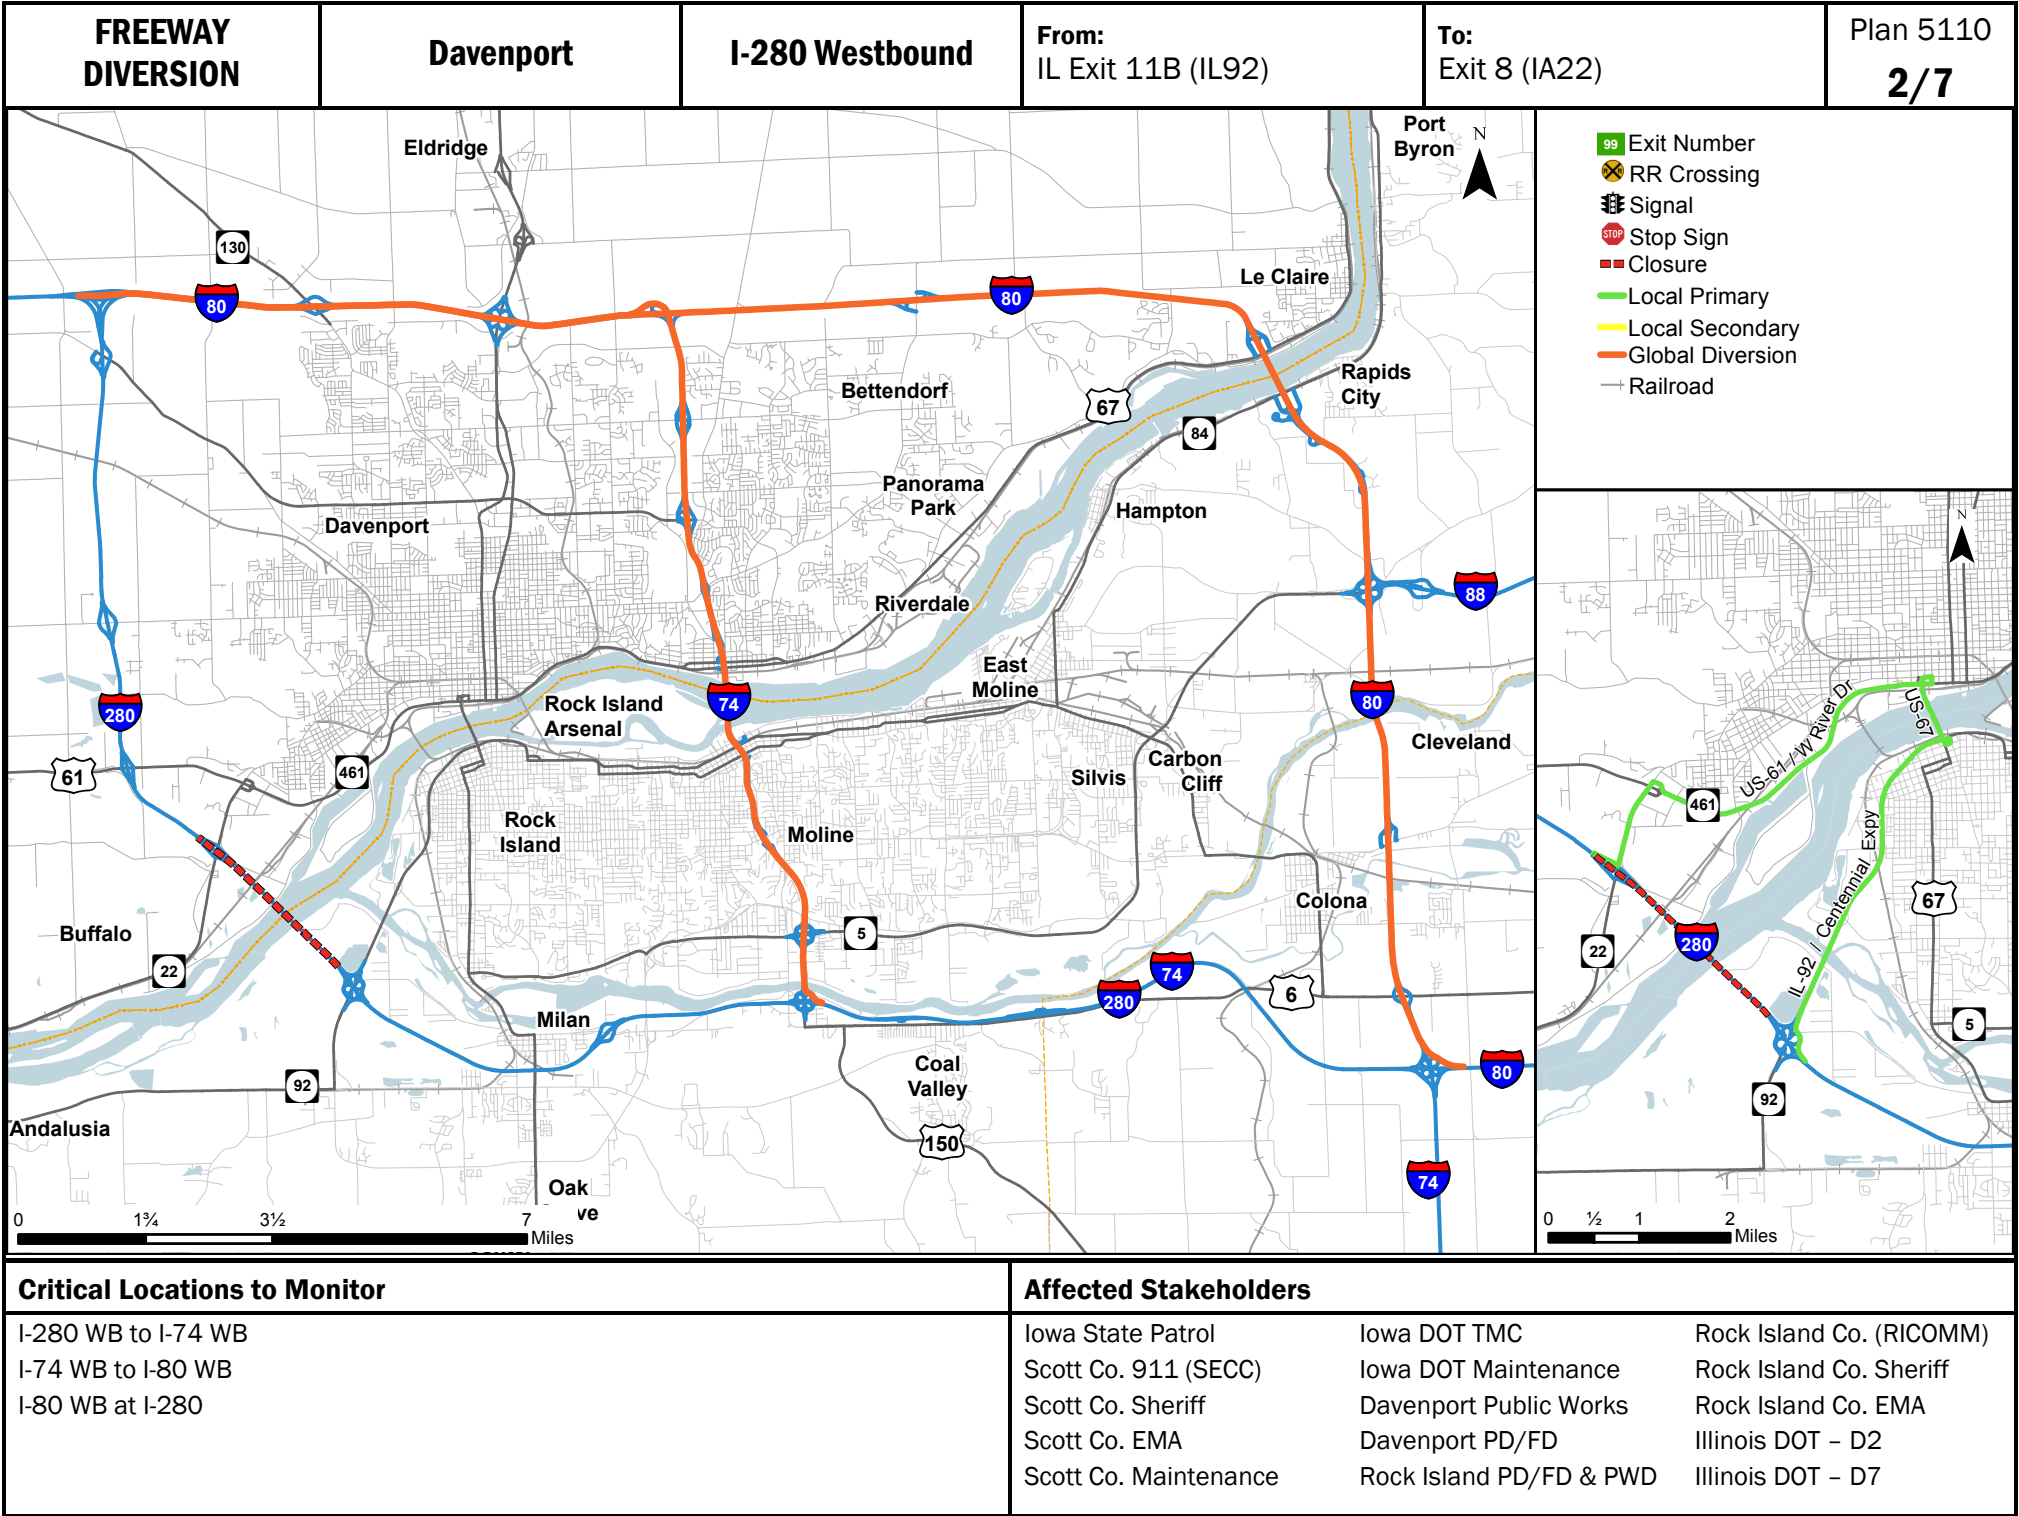 FREEWAY
DIVERSION
Davenport
I-280 Westbound
From:
IL Exit 11B (IL92)
To:
Exit 8 (IA22)
Plan 5110
2/7
Eldridge
Port
Byron
N
130
80
80
Le Claire
Rapids
City
Bettendorf
67
84
Panorama
Park
Hampton
Davenport
88
Riverdale
East
Moline
280
Rock Island
Arsenal
74
80
Cleveland
61
461
Silvis
Carbon
Cliff
Rock
Island
Moline
Colona
Buffalo
5
22
74
280
6
Milan
Coal
Valley
80
92
Andalusia
150
74
Oak
ve
0
1¾
3½
7
Miles
99 Exit Number
RR Crossing
Signal
STOP Stop Sign
Closure
Local Primary
Local Secondary
Global Diversion
Railroad
N
US-67
US-61 / W River Dr
461
IL-92 / Centennial Expy
67
22
280
5
92
0
½
1
2
Miles
Critical Locations to Monitor
I-280 WB to I-74 WB
I-74 WB to I-80 WB
I-80 WB at I-280
Affected Stakeholders
Iowa State Patrol
Scott Co. 911 (SECC)
Scott Co. Sheriff
Scott Co. EMA
Scott Co. Maintenance
Iowa DOT TMC
Iowa DOT Maintenance
Davenport Public Works
Davenport PD/FD
Rock Island PD/FD & PWD
Rock Island Co. (RICOMM)
Rock Island Co. Sheriff
Rock Island Co. EMA
Illinois DOT – D2
Illinois DOT – D7